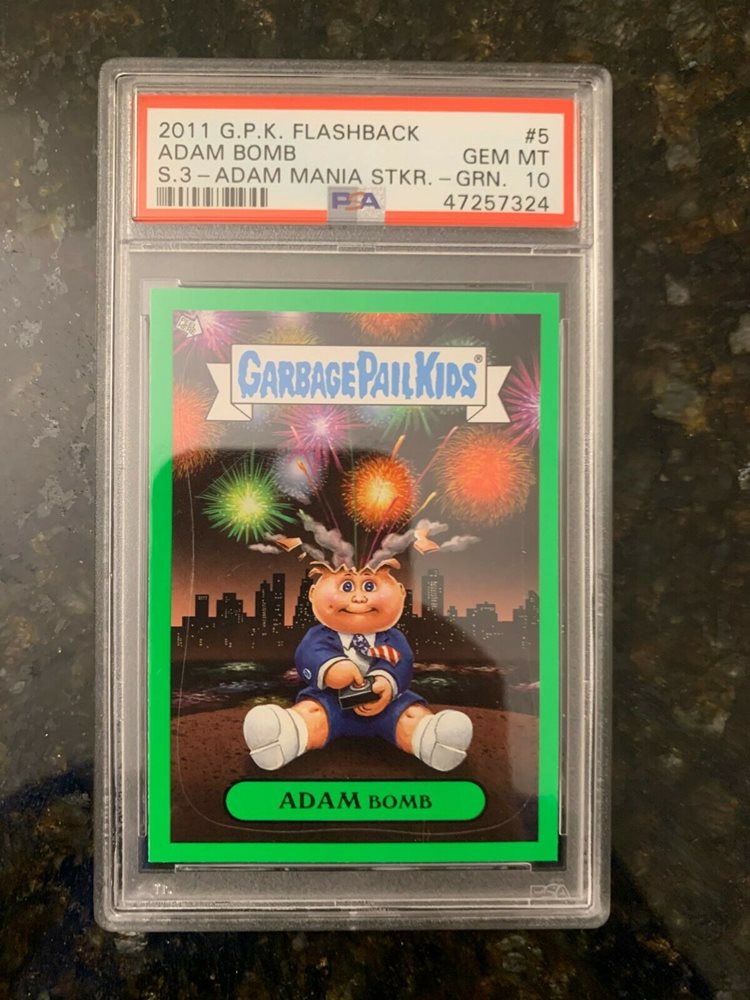 2011 G.P.K. FLASHBACK #5
ADAM BOMB GEM MT
S.3 – ADAM MANIA STKR. – GRN. 10
PSA 47257324
GARBAGE PAIL KIDS®
ADAM BOMB
PSA